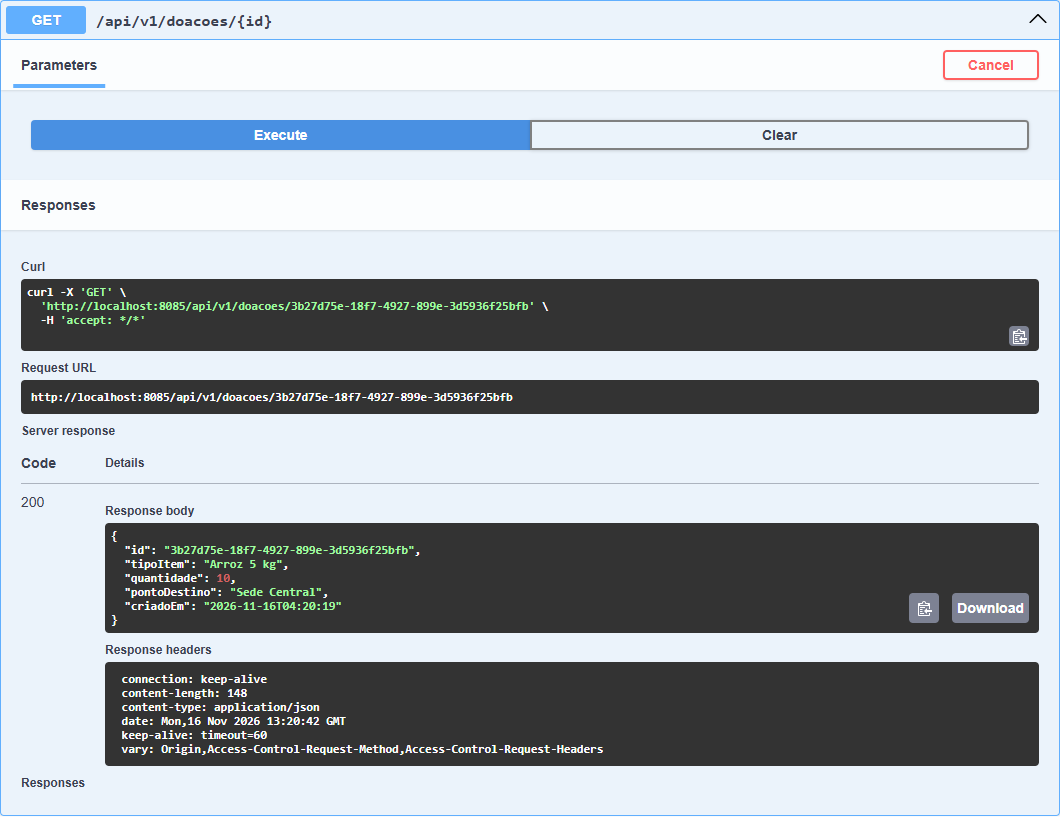 GET /api/v1/doacoes/{id}
Parameters
Cancel
Execute
Clear
Responses
Curl
curl -X 'GET' \
  'http://localhost:8085/api/v1/doacoes/3b27d75e-18f7-4927-899e-3d5936f25bfb' \
  -H 'accept: */*'
Request URL
http://localhost:8085/api/v1/doacoes/3b27d75e-18f7-4927-899e-3d5936f25bfb
Server response
Code Details
200
Response body
{
  "id": "3b27d75e-18f7-4927-899e-3d5936f25bfb",
  "tipoItem": "Arroz 5 kg",
  "quantidade": 10,
  "pontoDestino": "Sede Central",
  "criadoEm": "2026-11-16T04:20:19"
}
Download
Response headers
connection: keep-alive
content-length: 148
content-type: application/json
date: Mon,16 Nov 2026 13:20:42 GMT
keep-alive: timeout=60
vary: Origin,Access-Control-Request-Method,Access-Control-Request-Headers
Responses